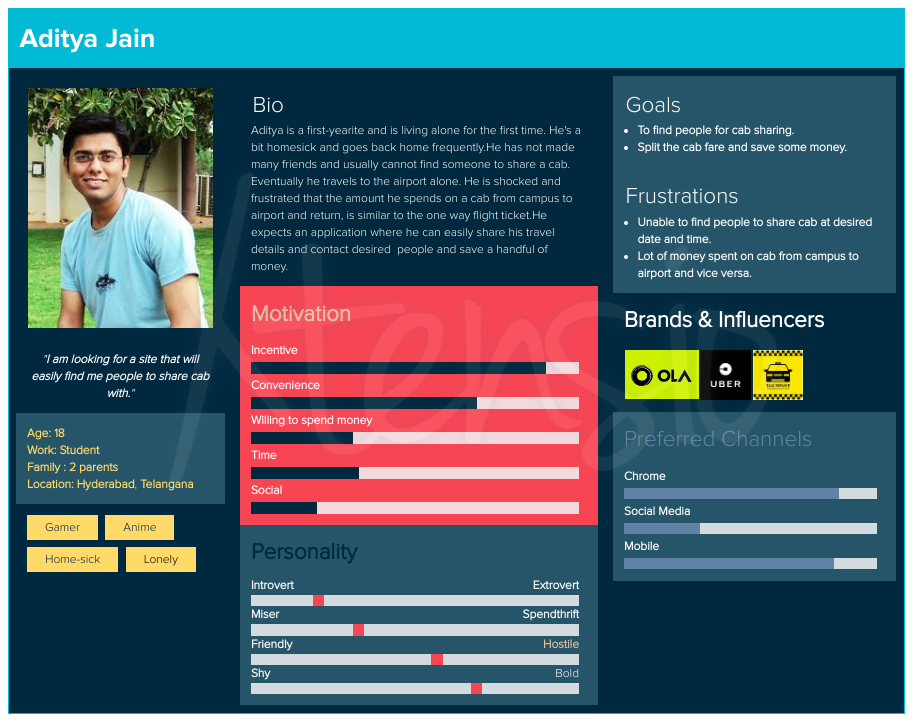 Aditya Jain
"I am looking for a site that will
easily find me people to share cab
with."
Age: 18
Work: Student
Family : 2 parents
Location: Hyderabad, Telangana
Gamer
Anime
Home-sick
Lonely
Bio
Aditya is a first-yearite and is living alone for the first time. He's a
bit homesick and goes back home frequently.He has not made
many friends and usually cannot find someone to share a cab.
Eventually he travels to the airport alone. He is shocked and
frustrated that the amount he spends on a cab from campus to
airport and return, is similar to the one way flight ticket.He
expects an application where he can easily share his travel
details and contact desired  people and save a handful of
money.
Motivation
Incentive
Convenience
Willing to spend money
Time
Social
Personality
Introvert Extrovert
Miser Spendthrift
Friendly Hostile
Shy Bold
Goals
• To find people for cab sharing.
• Split the cab fare and save some money.
Frustrations
• Unable to find people to share cab at desired
date and time.
• Lot of money spent on cab from campus to
airport and vice versa.
Brands & Influencers
OLA
UBER
TAXI SERVICE
Preferred Channels
Chrome
Social Media
Mobile
Xtensio